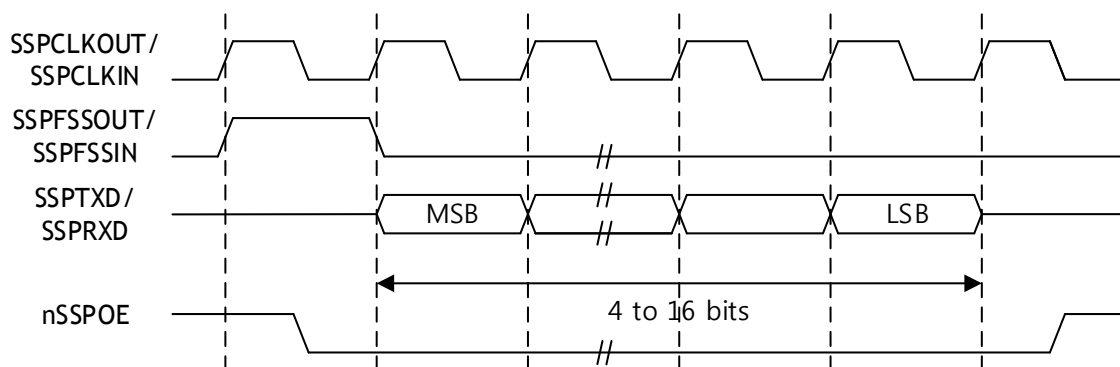 SSPCLKOUT/
SSPCLKIN
SSPFSSOUT/
SSPFSSIN
SSPTXD/
SSPRXD
MSB
LSB
4 to 16 bits
nSSPOE